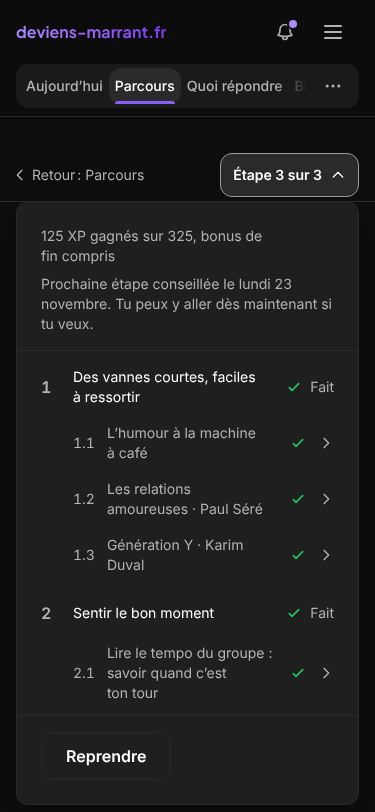 deviens-marrant.fr
Aujourd’hui Parcours Quoi répondre
Retour : Parcours
Étape 3 sur 3
125 XP gagnés sur 325, bonus de
fin compris
Prochaine étape conseillée le lundi 23
novembre. Tu peux y aller dès maintenant si
tu veux.
1 Des vannes courtes, faciles
à ressortir
Fait
1.1 L’humour à la machine
à café
1.2 Les relations
amoureuses · Paul Séré
1.3 Génération Y · Karim
Duval
2 Sentir le bon moment Fait
2.1 Lire le tempo du groupe :
savoir quand c’est
ton tour
Reprendre